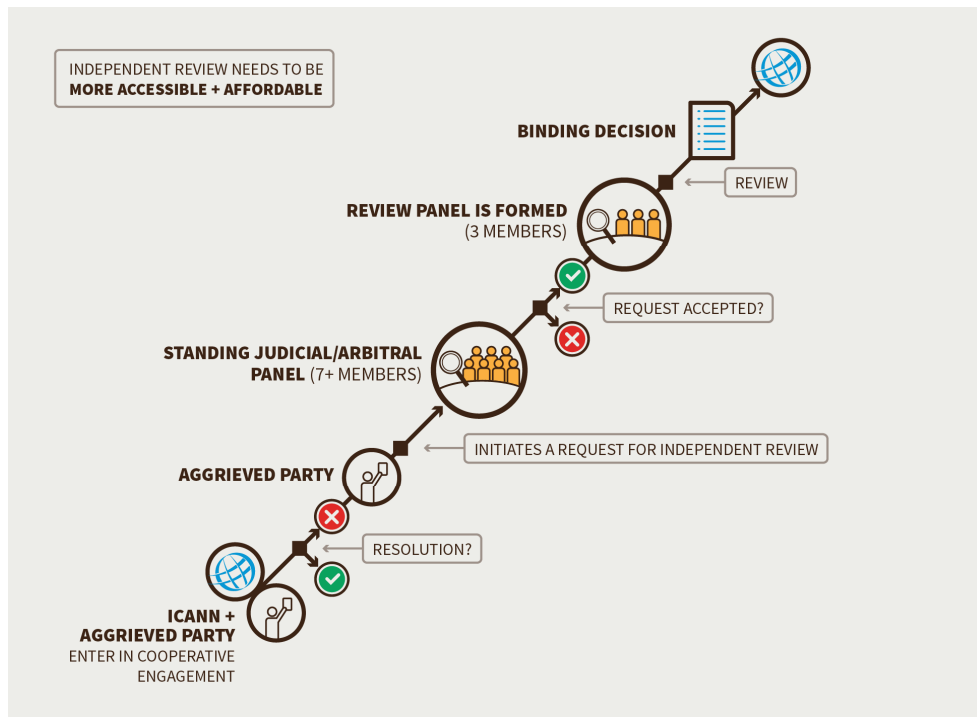 INDEPENDENT REVIEW NEEDS TO BE
MORE ACCESSIBLE + AFFORDABLE
BINDING DECISION
REVIEW
REVIEW PANEL IS FORMED
(3 MEMBERS)
REQUEST ACCEPTED?
STANDING JUDICIAL/ARBITRAL
PANEL (7+ MEMBERS)
INITIATES A REQUEST FOR INDEPENDENT REVIEW
AGGRIEVED PARTY
RESOLUTION?
ICANN +
AGGRIEVED PARTY
ENTER IN COOPERATIVE
ENGAGEMENT